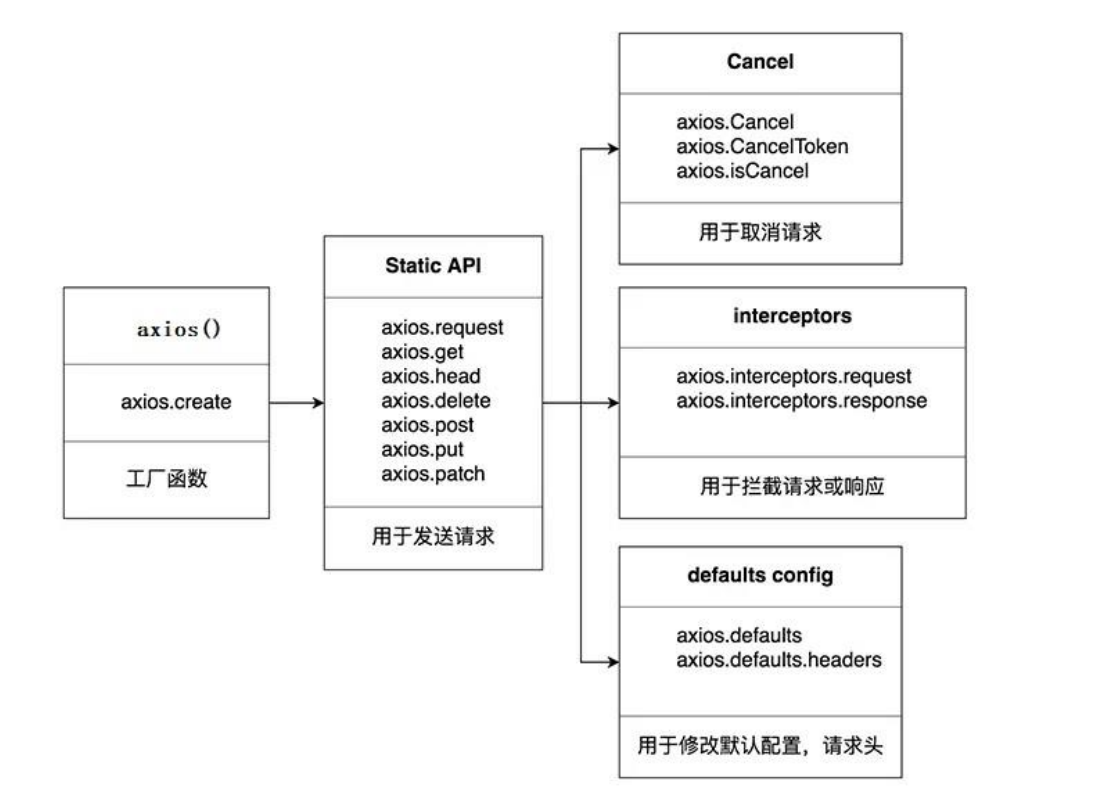 axios()
axios.create
工厂函数
Static API
axios.request
axios.get
axios.head
axios.delete
axios.post
axios.put
axios.patch
用于发送请求
Cancel
axios.Cancel
axios.CancelToken
axios.isCancel
用于取消请求
interceptors
axios.interceptors.request
axios.interceptors.response
用于拦截请求或响应
defaults config
axios.defaults
axios.defaults.headers
用于修改默认配置，请求头